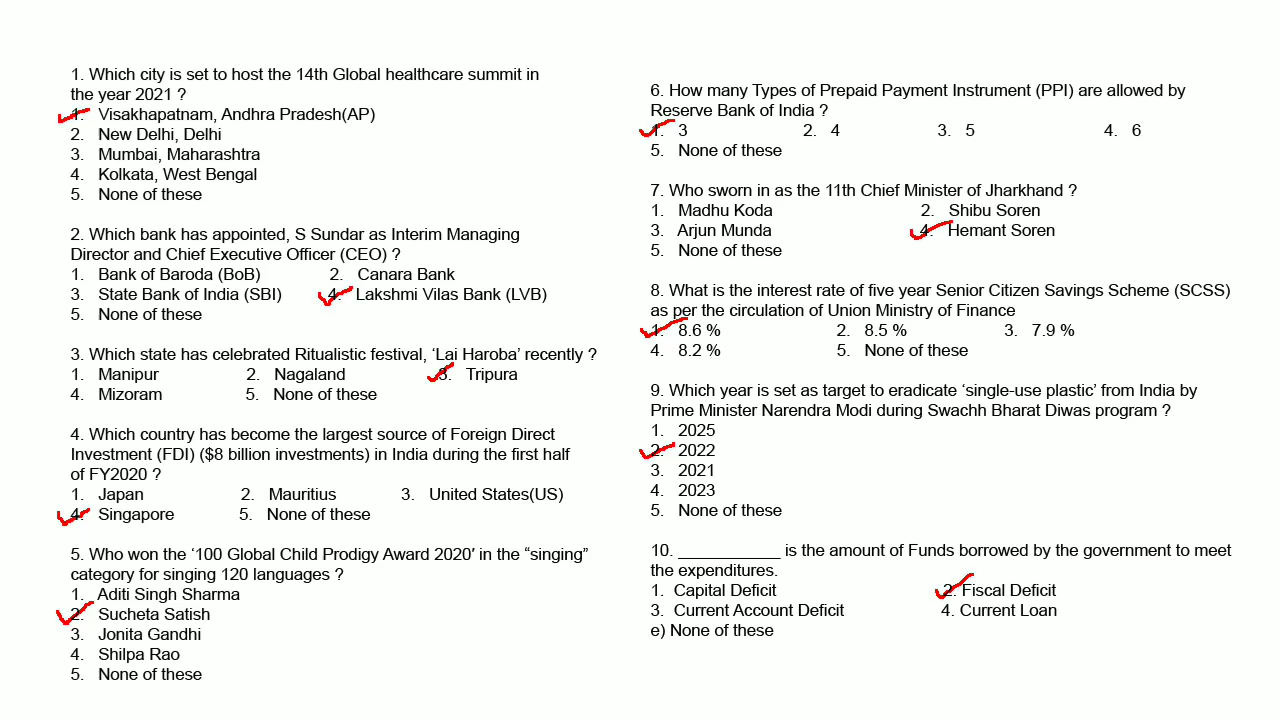 1. Which city is set to host the 14th Global healthcare summit in
the year 2021 ?
1. Visakhapatnam, Andhra Pradesh(AP)
2. New Delhi, Delhi
3. Mumbai, Maharashtra
4. Kolkata, West Bengal
5. None of these
2. Which bank has appointed, S Sundar as Interim Managing
Director and Chief Executive Officer (CEO) ?
1. Bank of Baroda (BoB) 2. Canara Bank
3. State Bank of India (SBI) 4. Lakshmi Vilas Bank (LVB)
5. None of these
3. Which state has celebrated Ritualistic festival, ‘Lai Haroba’ recently ?
1. Manipur 2. Nagaland 3. Tripura
4. Mizoram 5. None of these
4. Which country has become the largest source of Foreign Direct
Investment (FDI) ($8 billion investments) in India during the first half
of FY2020 ?
1. Japan 2. Mauritius 3. United States(US)
4. Singapore 5. None of these
5. Who won the ‘100 Global Child Prodigy Award 2020′ in the “singing”
category for singing 120 languages ?
1. Aditi Singh Sharma
2. Sucheta Satish
3. Jonita Gandhi
4. Shilpa Rao
5. None of these
6. How many Types of Prepaid Payment Instrument (PPI) are allowed by
Reserve Bank of India ?
1. 3 2. 4 3. 5 4. 6
5. None of these
7. Who sworn in as the 11th Chief Minister of Jharkhand ?
1. Madhu Koda 2. Shibu Soren
3. Arjun Munda 4. Hemant Soren
5. None of these
8. What is the interest rate of five year Senior Citizen Savings Scheme (SCSS)
as per the circulation of Union Ministry of Finance
1. 8.6 % 2. 8.5 % 3. 7.9 %
4. 8.2 % 5. None of these
9. Which year is set as target to eradicate ‘single-use plastic’ from India by
Prime Minister Narendra Modi during Swachh Bharat Diwas program ?
1. 2025
2. 2022
3. 2021
4. 2023
5. None of these
10. ___________ is the amount of Funds borrowed by the government to meet
the expenditures.
1. Capital Deficit 2. Fiscal Deficit
3. Current Account Deficit 4. Current Loan
e) None of these